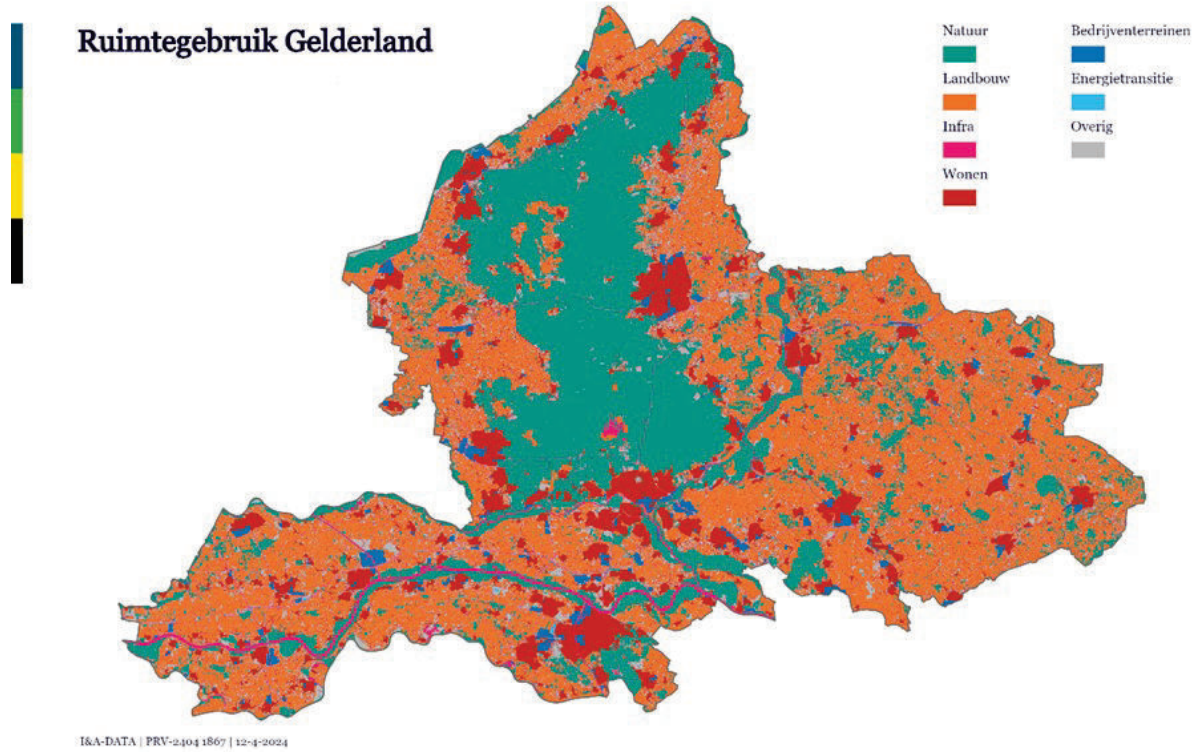 Ruimtegebruik Gelderland
Natuur
Landbouw
Infra
Wonen
Bedrijventerreinen
Energietransitie
Overig
I&A-DATA | PRV-2404 1867 | 12-4-2024